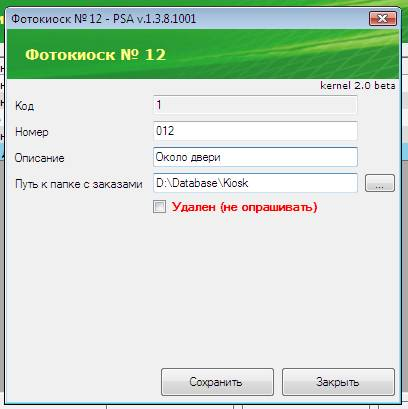 Фотокиоск № 12 - PSA v.1.3.8.1001
Фотокиоск № 12
kernel 2.0 beta
Код 1
Номер 012
Описание Около двери
Путь к папке с заказами D:\Database\Kiosk ...
Удален (не опрашивать)
Сохранить Закрыть